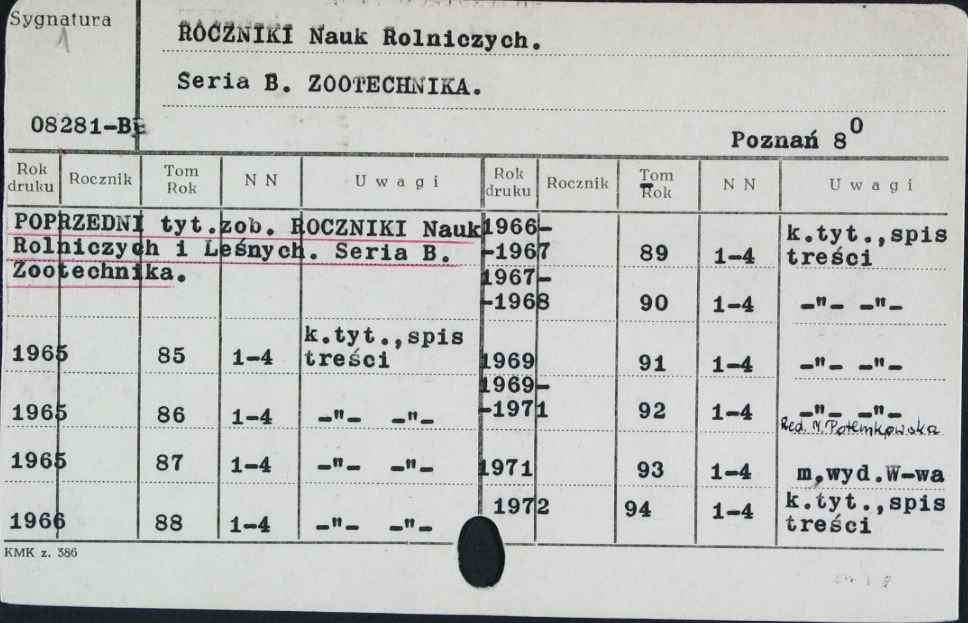 Sygnatura
1
ROCZNIKI Nauk Rolniczych.
Seria B. ZOOTECHNIKA.
08281-B
Poznań 8⁰
Rok druku | Rocznik | Tom Rok | N N | Uwagi | Rok druku | Rocznik | Tom Rok | N N | Uwagi
POPRZEDNI tyt.zob. ROCZNIKI Nauk
Rolniczych i Leśnych. Seria B.
Zootechnika.
1965 85 1-4 k.tyt.,spis treści
1965 86 1-4 -"- -"-
1965 87 1-4 -"- -"-
1966 88 1-4 -"- -"-
1966-
-1967 89 1-4 k.tyt.,spis treści
1967-
-1968 90 1-4 -"- -"-
1969 91 1-4 -"- -"-
1969-
-1971 92 1-4 -"- -"-
Red. M. Potemkowska
1971 93 1-4 m,wyd.W-wa
1972 94 1-4 k.tyt.,spis treści
KMK z. 386